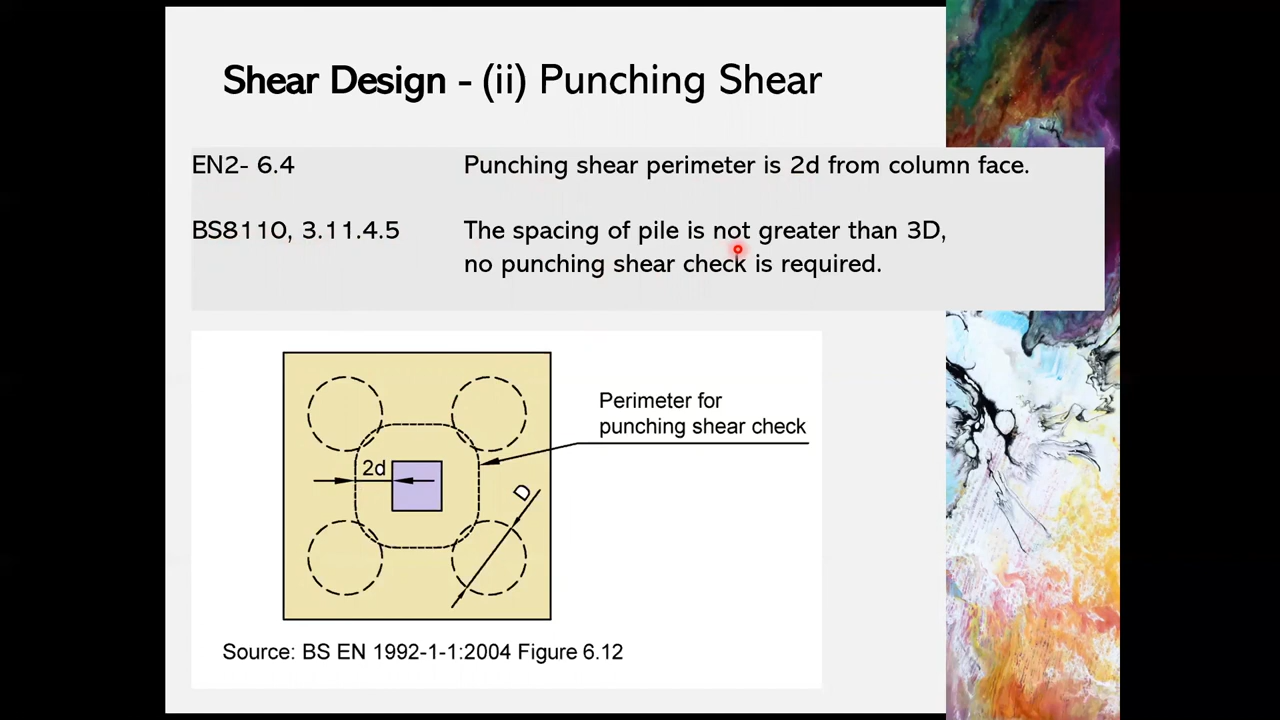 Shear Design - (ii) Punching Shear
EN2- 6.4
Punching shear perimeter is 2d from column face.
BS8110, 3.11.4.5
The spacing of pile is not greater than 3D,
no punching shear check is required.
Perimeter for
punching shear check
2d
D
Source: BS EN 1992-1-1:2004 Figure 6.12